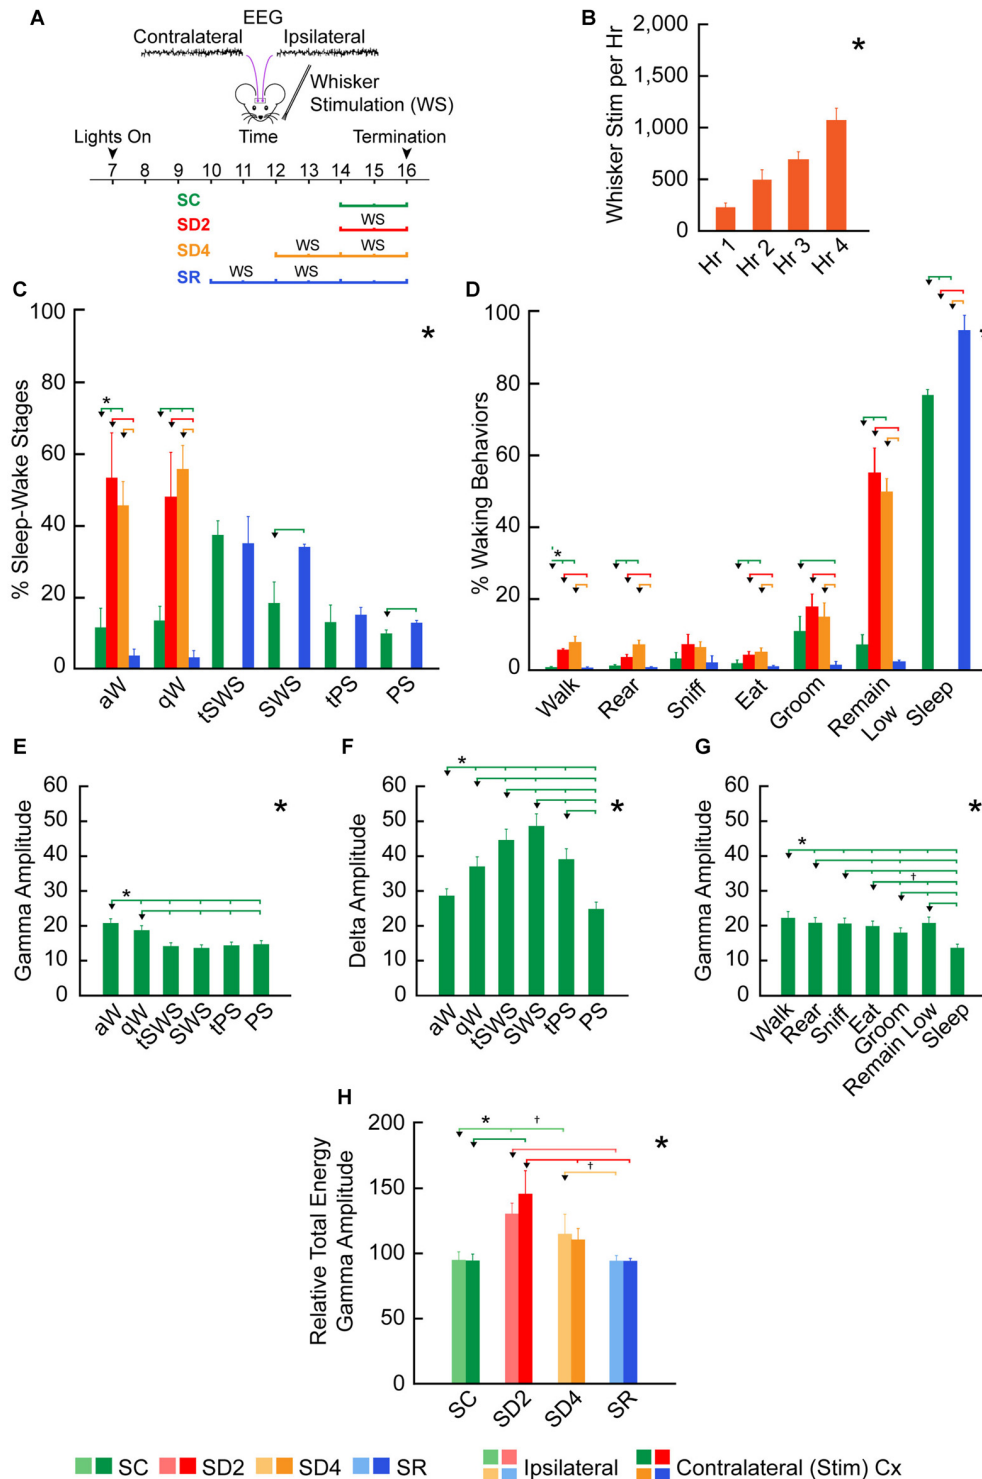 A
EEG
Contralateral Ipsilateral
Whisker
Stimulation (WS)
Lights On Time Termination
7 8 9 10 11 12 13 14 15 16
SC
SD2 WS
SD4 WS WS
SR WS WS
B
Whisker Stim per Hr
2,000
1,500
1,000
500
0
*
Hr 1 Hr 2 Hr 3 Hr 4
C
% Sleep-Wake Stages
100
80
60
40
20
0
*
*
aW qW tSWS SWS tPS PS
D
% Waking Behaviors
100
80
60
40
20
0
*
*
Walk Rear Sniff Eat Groom Remain Low Sleep
E
Gamma Amplitude
60
50
40
30
20
10
0
*
*
aW qW tSWS SWS tPS PS
F
Delta Amplitude
60
50
40
30
20
10
0
*
*
aW qW tSWS SWS tPS PS
G
Gamma Amplitude
60
50
40
30
20
10
0
*
†
*
Walk Rear Sniff Eat Groom Remain Low Sleep
H
Relative Total Energy
Gamma Amplitude
200
150
100
50
0
* †
†
*
SC SD2 SD4 SR
SC SD2 SD4 SR Ipsilateral Contralateral (Stim) Cx